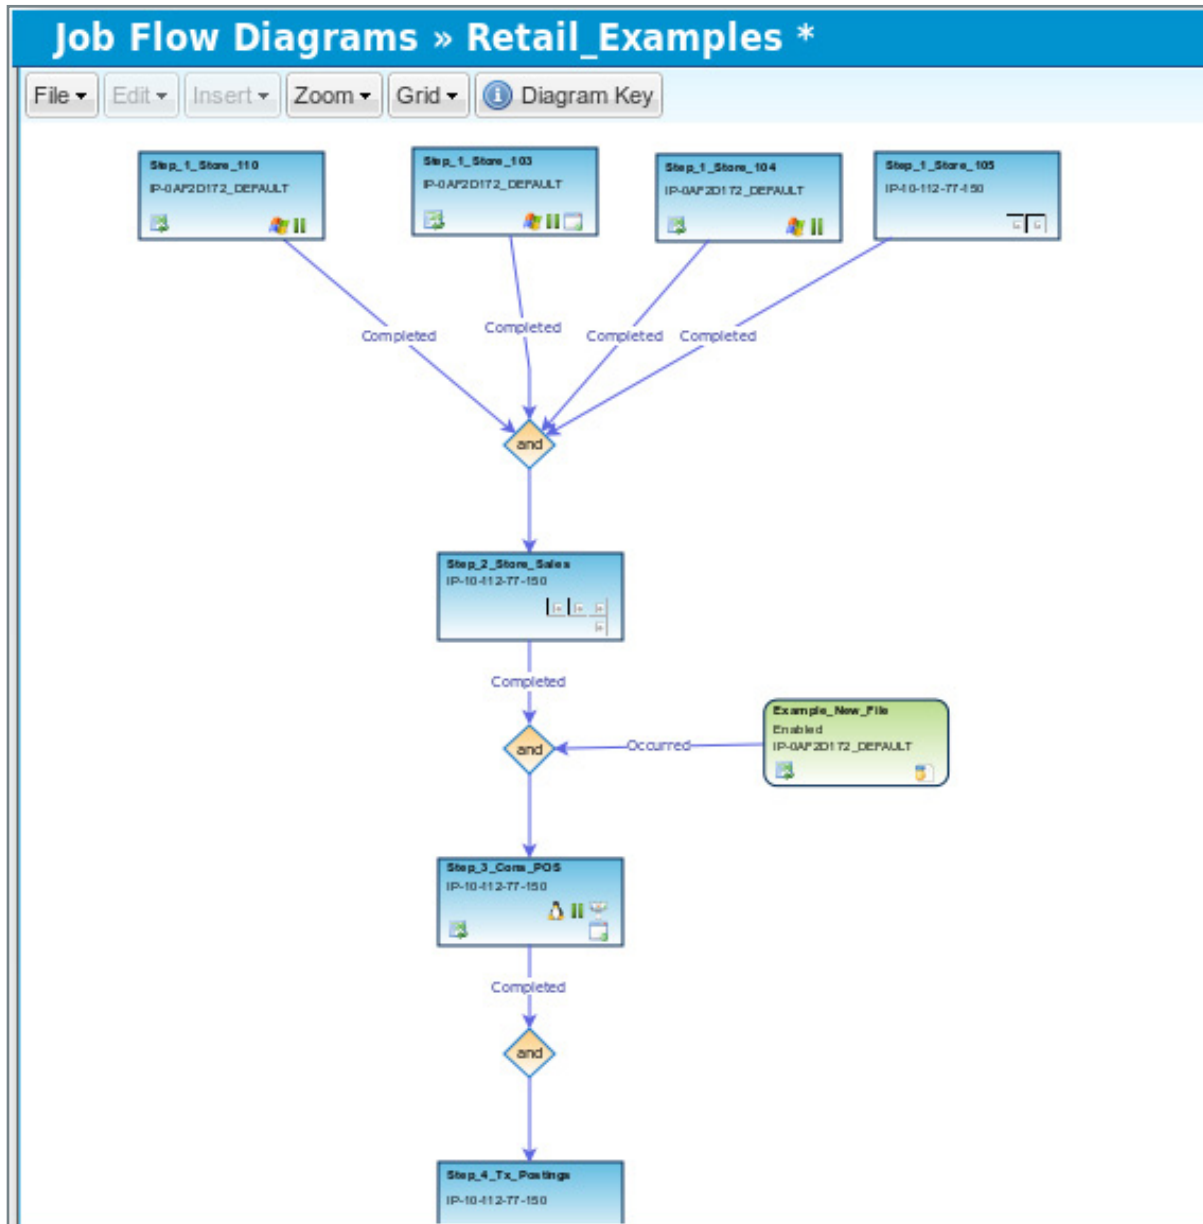 Job Flow Diagrams » Retail_Examples *
File Edit Insert Zoom Grid Diagram Key
Step_1_Store_110
IP-0AF2D172_DEFAULT
Step_1_Store_103
IP-0AF2D172_DEFAULT
Step_1_Store_104
IP-0AF2D172_DEFAULT
Step_1_Store_105
IP-10-112-77-150
Completed
Completed
Completed
Completed
and
Step_2_Store_Sales
IP-10-112-77-150
Completed
Example_New_File
Enabled
IP-0AF2D172_DEFAULT
and
Occurred
Step_3_Cons_POS
IP-10-112-77-150
Completed
and
Step_4_Tx_Postings
IP-10-112-77-150